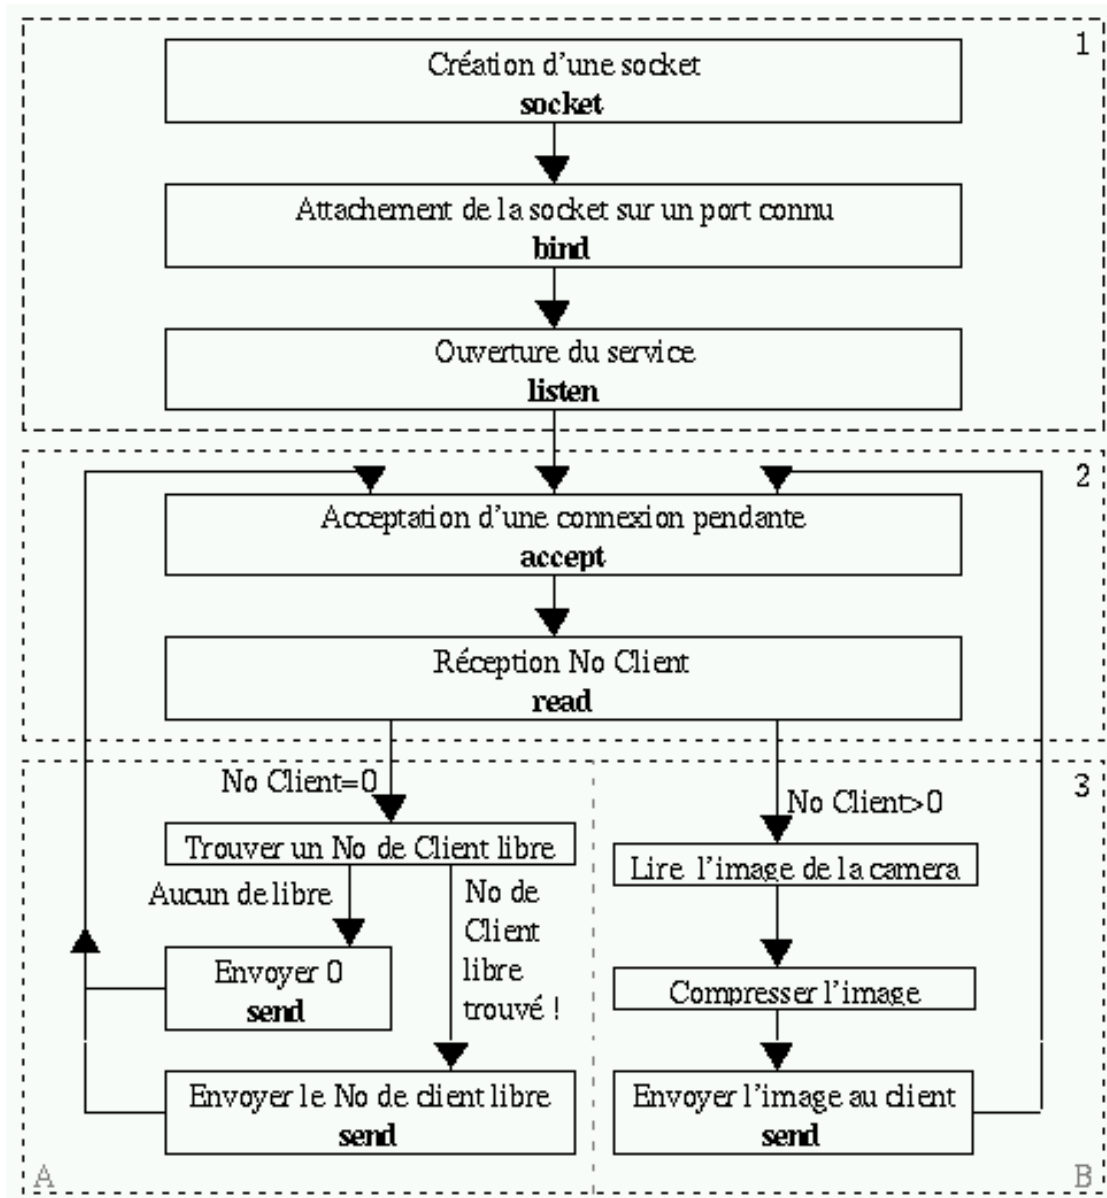 1
Création d'une socket
socket
Attachement de la socket sur un port connu
bind
Ouverture du service
listen
2
Acceptation d'une connexion pendante
accept
Réception No Client
read
3
No Client=0
Trouver un No de Client libre
Aucun de libre
No de
Client
libre
trouvé !
Envoyer 0
send
Envoyer le No de client libre
send
A
No Client>0
Lire l'image de la camera
Compresser l'image
Envoyer l'image au client
send
B